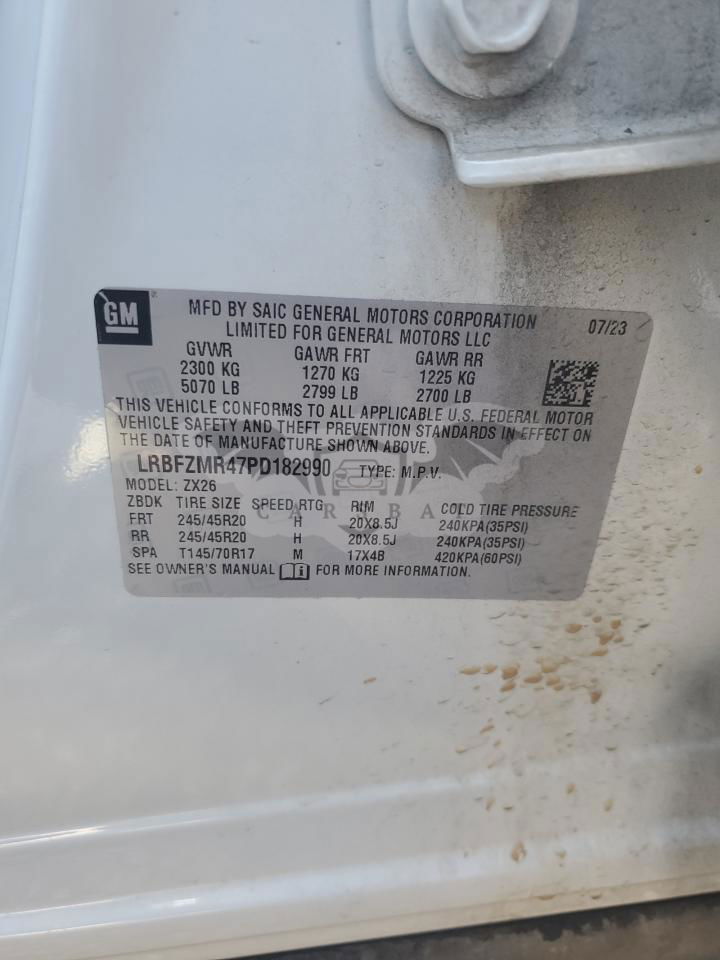 GM
MFD BY SAIC GENERAL MOTORS CORPORATION 07/23
LIMITED FOR GENERAL MOTORS LLC
GVWR GAWR FRT GAWR RR
2300 KG 1270 KG 1225 KG
5070 LB 2799 LB 2700 LB
THIS VEHICLE CONFORMS TO ALL APPLICABLE U.S. FEDERAL MOTOR
VEHICLE SAFETY AND THEFT PREVENTION STANDARDS IN EFFECT ON
THE DATE OF MANUFACTURE SHOWN ABOVE.
LRBFZMR47PD182990 TYPE: M.P.V.
MODEL: ZX26
ZBDK TIRE SIZE SPEED RTG RIM COLD TIRE PRESSURE
FRT 245/45R20 H 20X8.5J 240KPA(35PSI)
RR 245/45R20 H 20X8.5J 240KPA(35PSI)
SPA T145/70R17 M 17X4B 420KPA(60PSI)
SEE OWNER'S MANUAL FOR MORE INFORMATION.